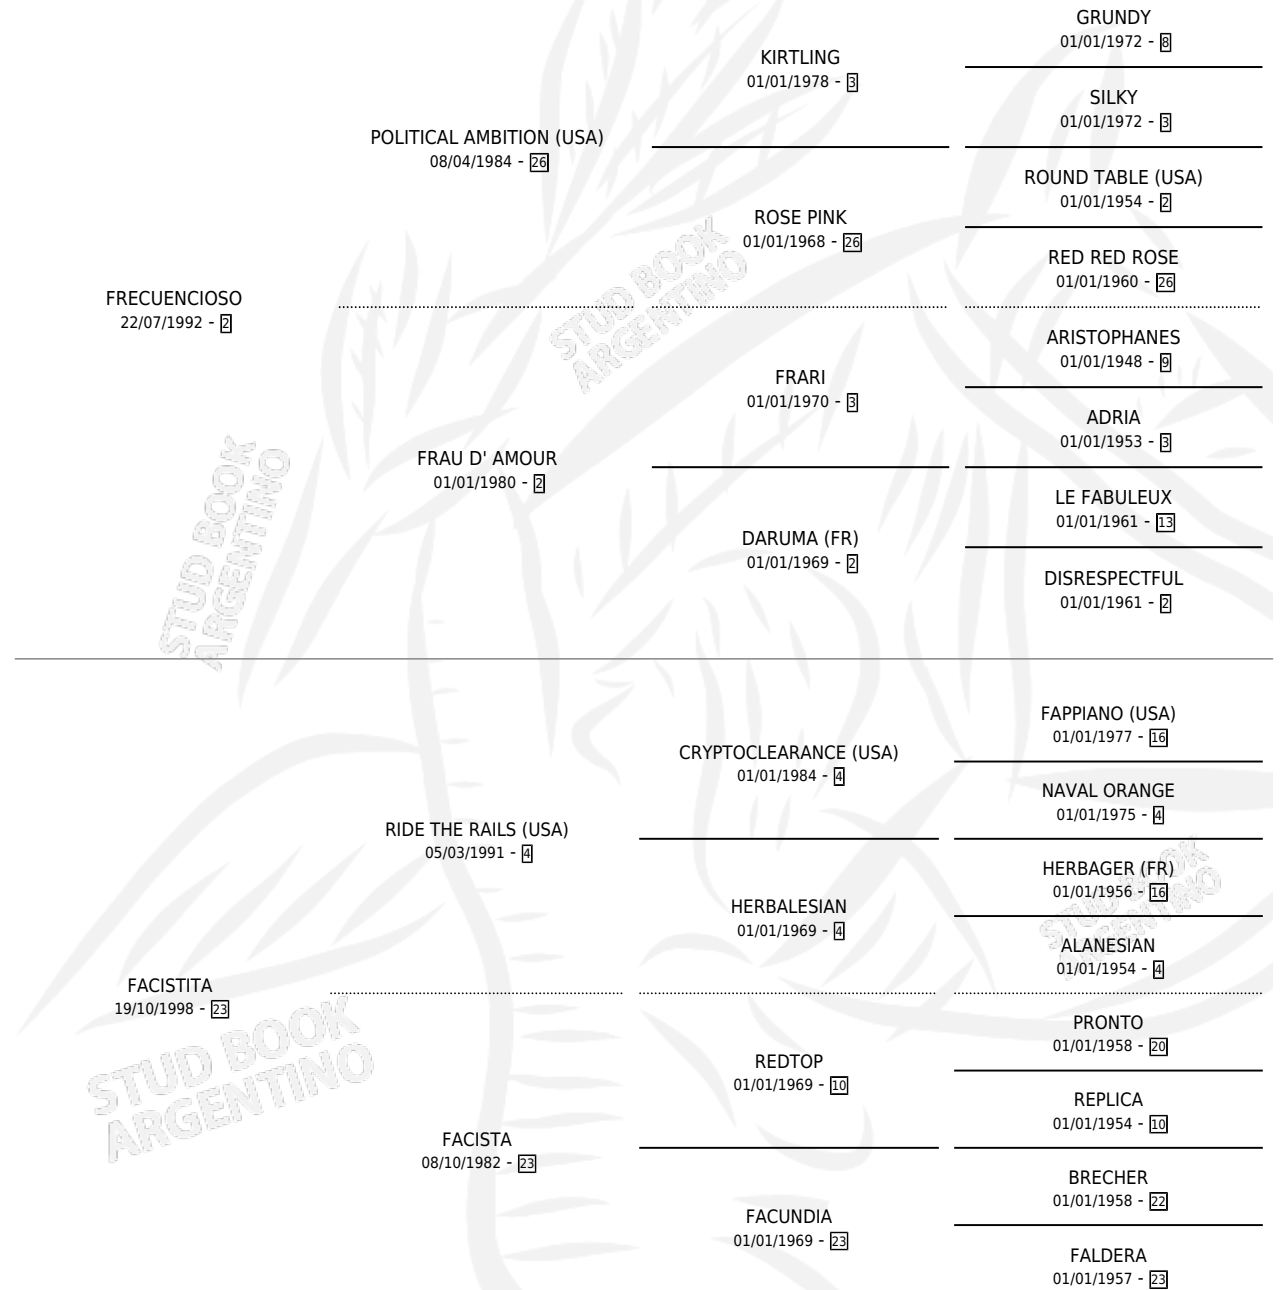 GRUNDY
01/01/1972 - 8
KIRTLING
01/01/1978 - 3
SILKY
01/01/1972 - 3
POLITICAL AMBITION (USA)
08/04/1984 - 26
ROUND TABLE (USA)
01/01/1954 - 2
ROSE PINK
01/01/1968 - 26
RED RED ROSE
01/01/1960 - 26
FRECUENCIOSO
22/07/1992 - 2
STUD BOOK
ARGENTINO
ARISTOPHANES
01/01/1948 - 9
FRARI
01/01/1970 - 3
ADRIA
01/01/1953 - 3
FRAU D' AMOUR
01/01/1980 - 2
LE FABULEUX
01/01/1961 - 13
DARUMA (FR)
01/01/1969 - 2
DISRESPECTFUL
01/01/1961 - 2
STUD BOOK
ARGENTINO
FAPPIANO (USA)
01/01/1977 - 16
CRYPTOCLEARANCE (USA)
01/01/1984 - 4
NAVAL ORANGE
01/01/1975 - 4
RIDE THE RAILS (USA)
05/03/1991 - 4
HERBAGER (FR)
01/01/1956 - 16
HERBALESIAN
01/01/1969 - 4
STUD BOOK
ARGENTINO
ALANESIAN
01/01/1954 - 4
FACISTITA
19/10/1998 - 23
STUD BOOK
ARGENTINO
PRONTO
01/01/1958 - 20
REDTOP
01/01/1969 - 10
REPLICA
01/01/1954 - 10
FACISTA
08/10/1982 - 23
BRECHER
01/01/1958 - 22
FACUNDIA
01/01/1969 - 23
FALDERA
01/01/1957 - 23